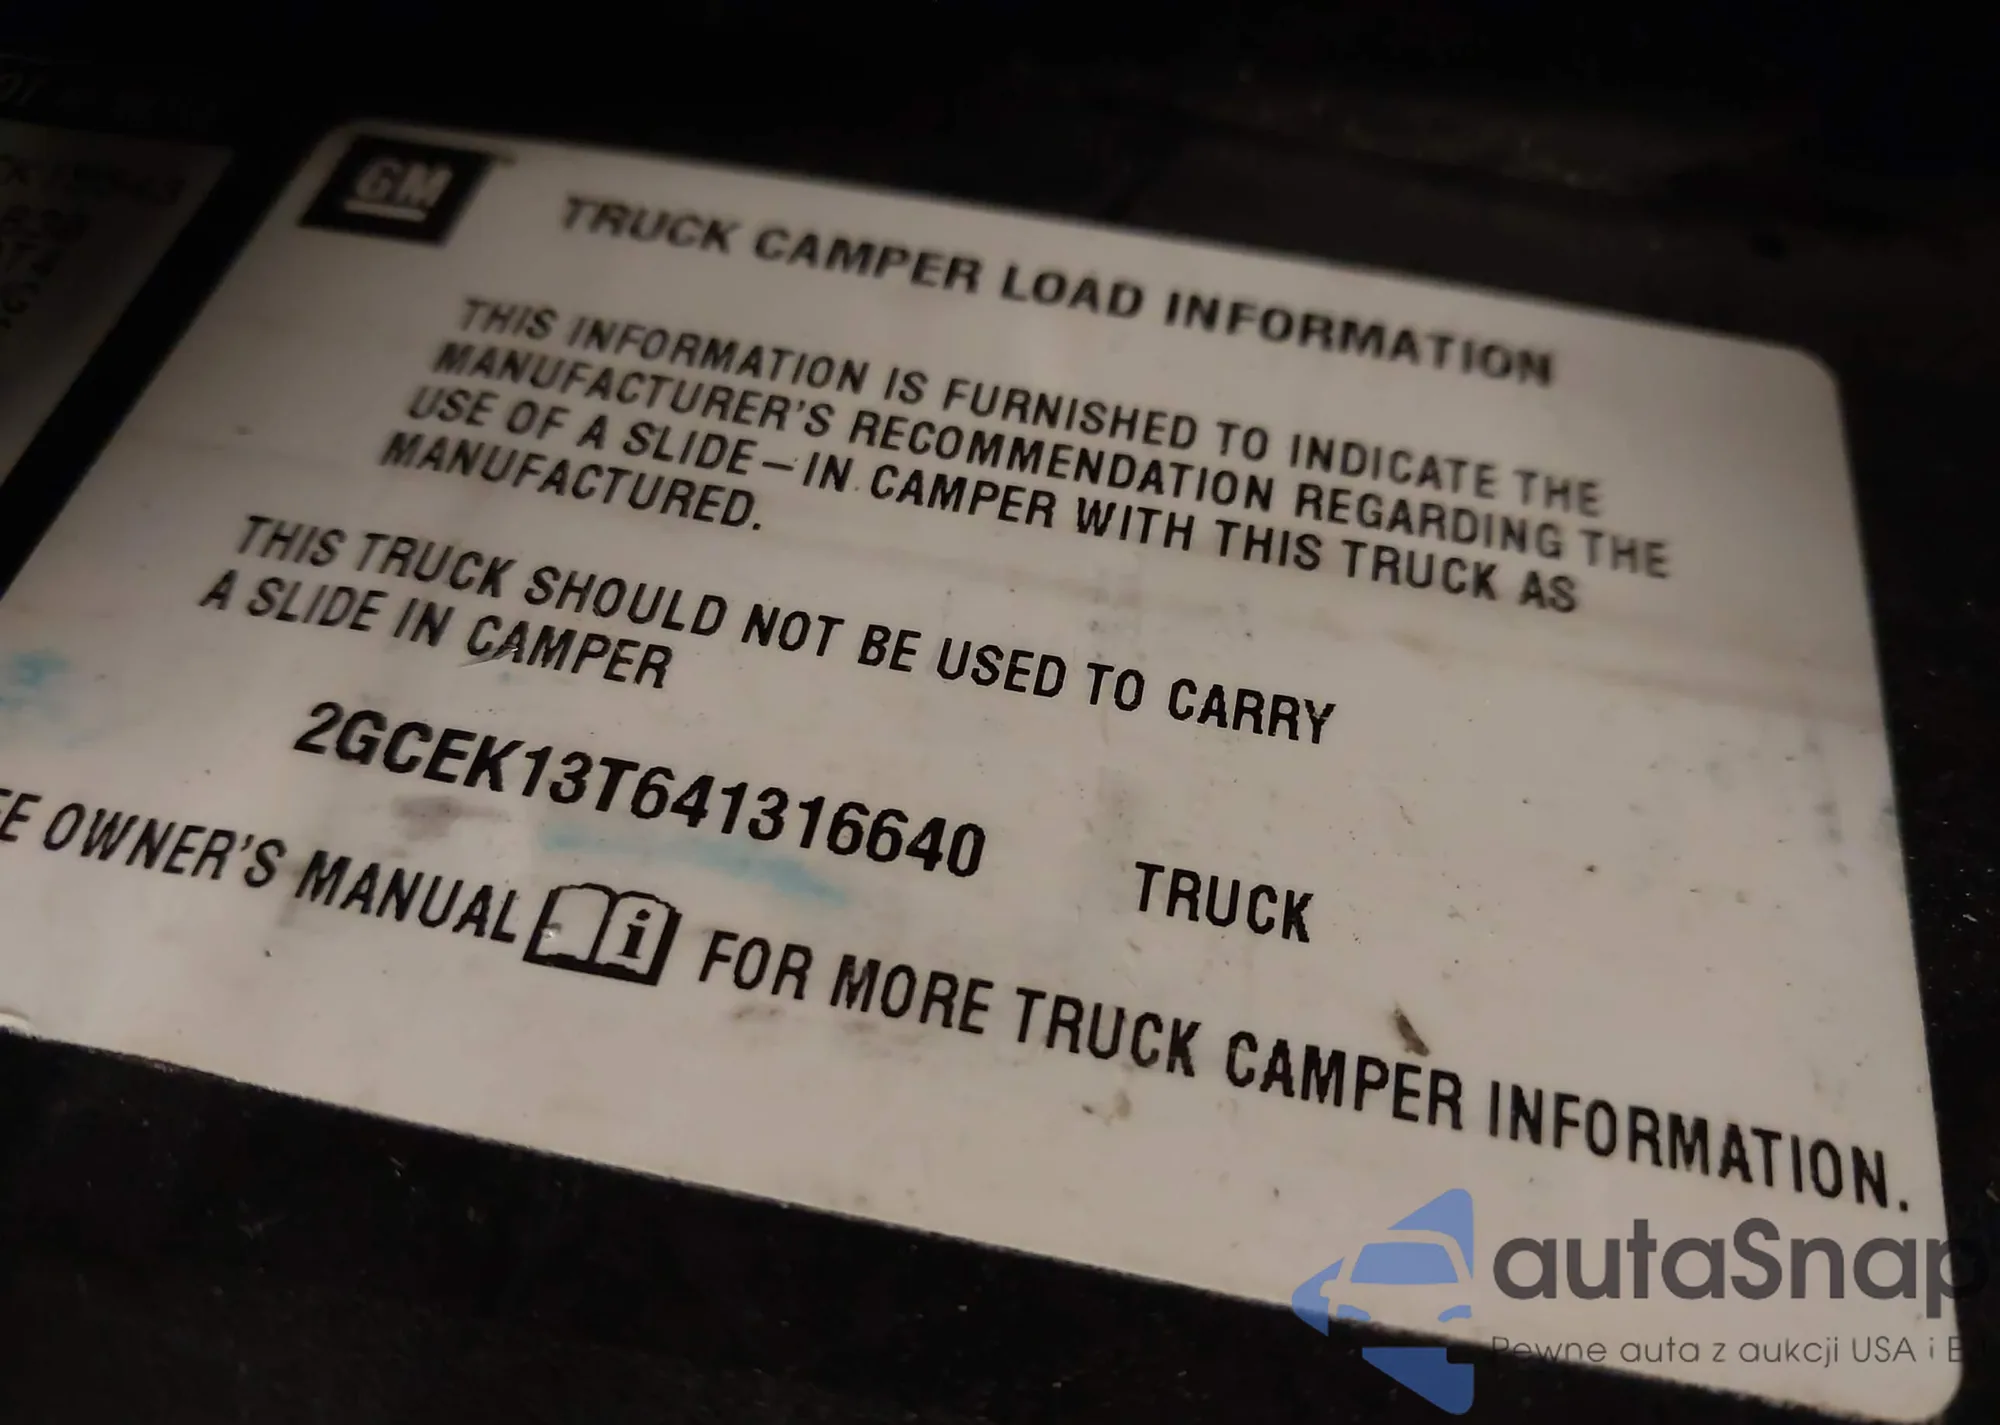 GM
TRUCK CAMPER LOAD INFORMATION
THIS INFORMATION IS FURNISHED TO INDICATE THE
MANUFACTURER'S RECOMMENDATION REGARDING THE
USE OF A SLIDE–IN CAMPER WITH THIS TRUCK AS
MANUFACTURED.
THIS TRUCK SHOULD NOT BE USED TO CARRY
A SLIDE IN CAMPER
2GCEK13T641316640 TRUCK
EE OWNER'S MANUAL i FOR MORE TRUCK CAMPER INFORMATION.
autaSnap
Pewne auta z aukcji USA i E